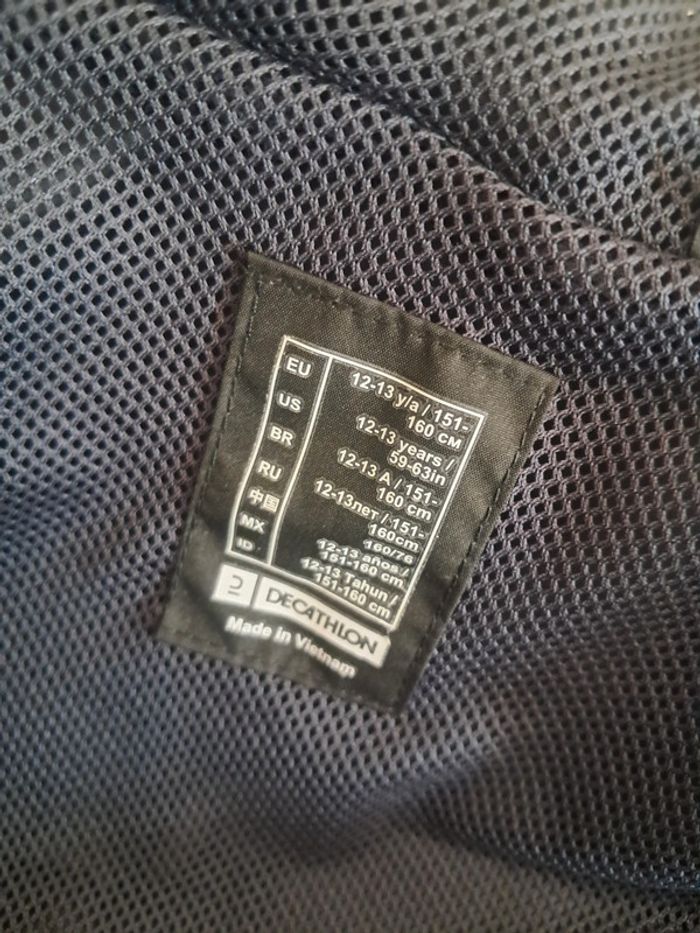 EU 12-13 y/a / 151-
160 CM
US 12-13 years /
59-63in
BR 12-13 A / 151-
160 CM
RU 12-13лет / 151-
160cm
中国 160/76
MX 12-13 años /
151-160 cm
ID 12-13 Tahun /
151-160 cm
DECATHLON
Made in Vietnam